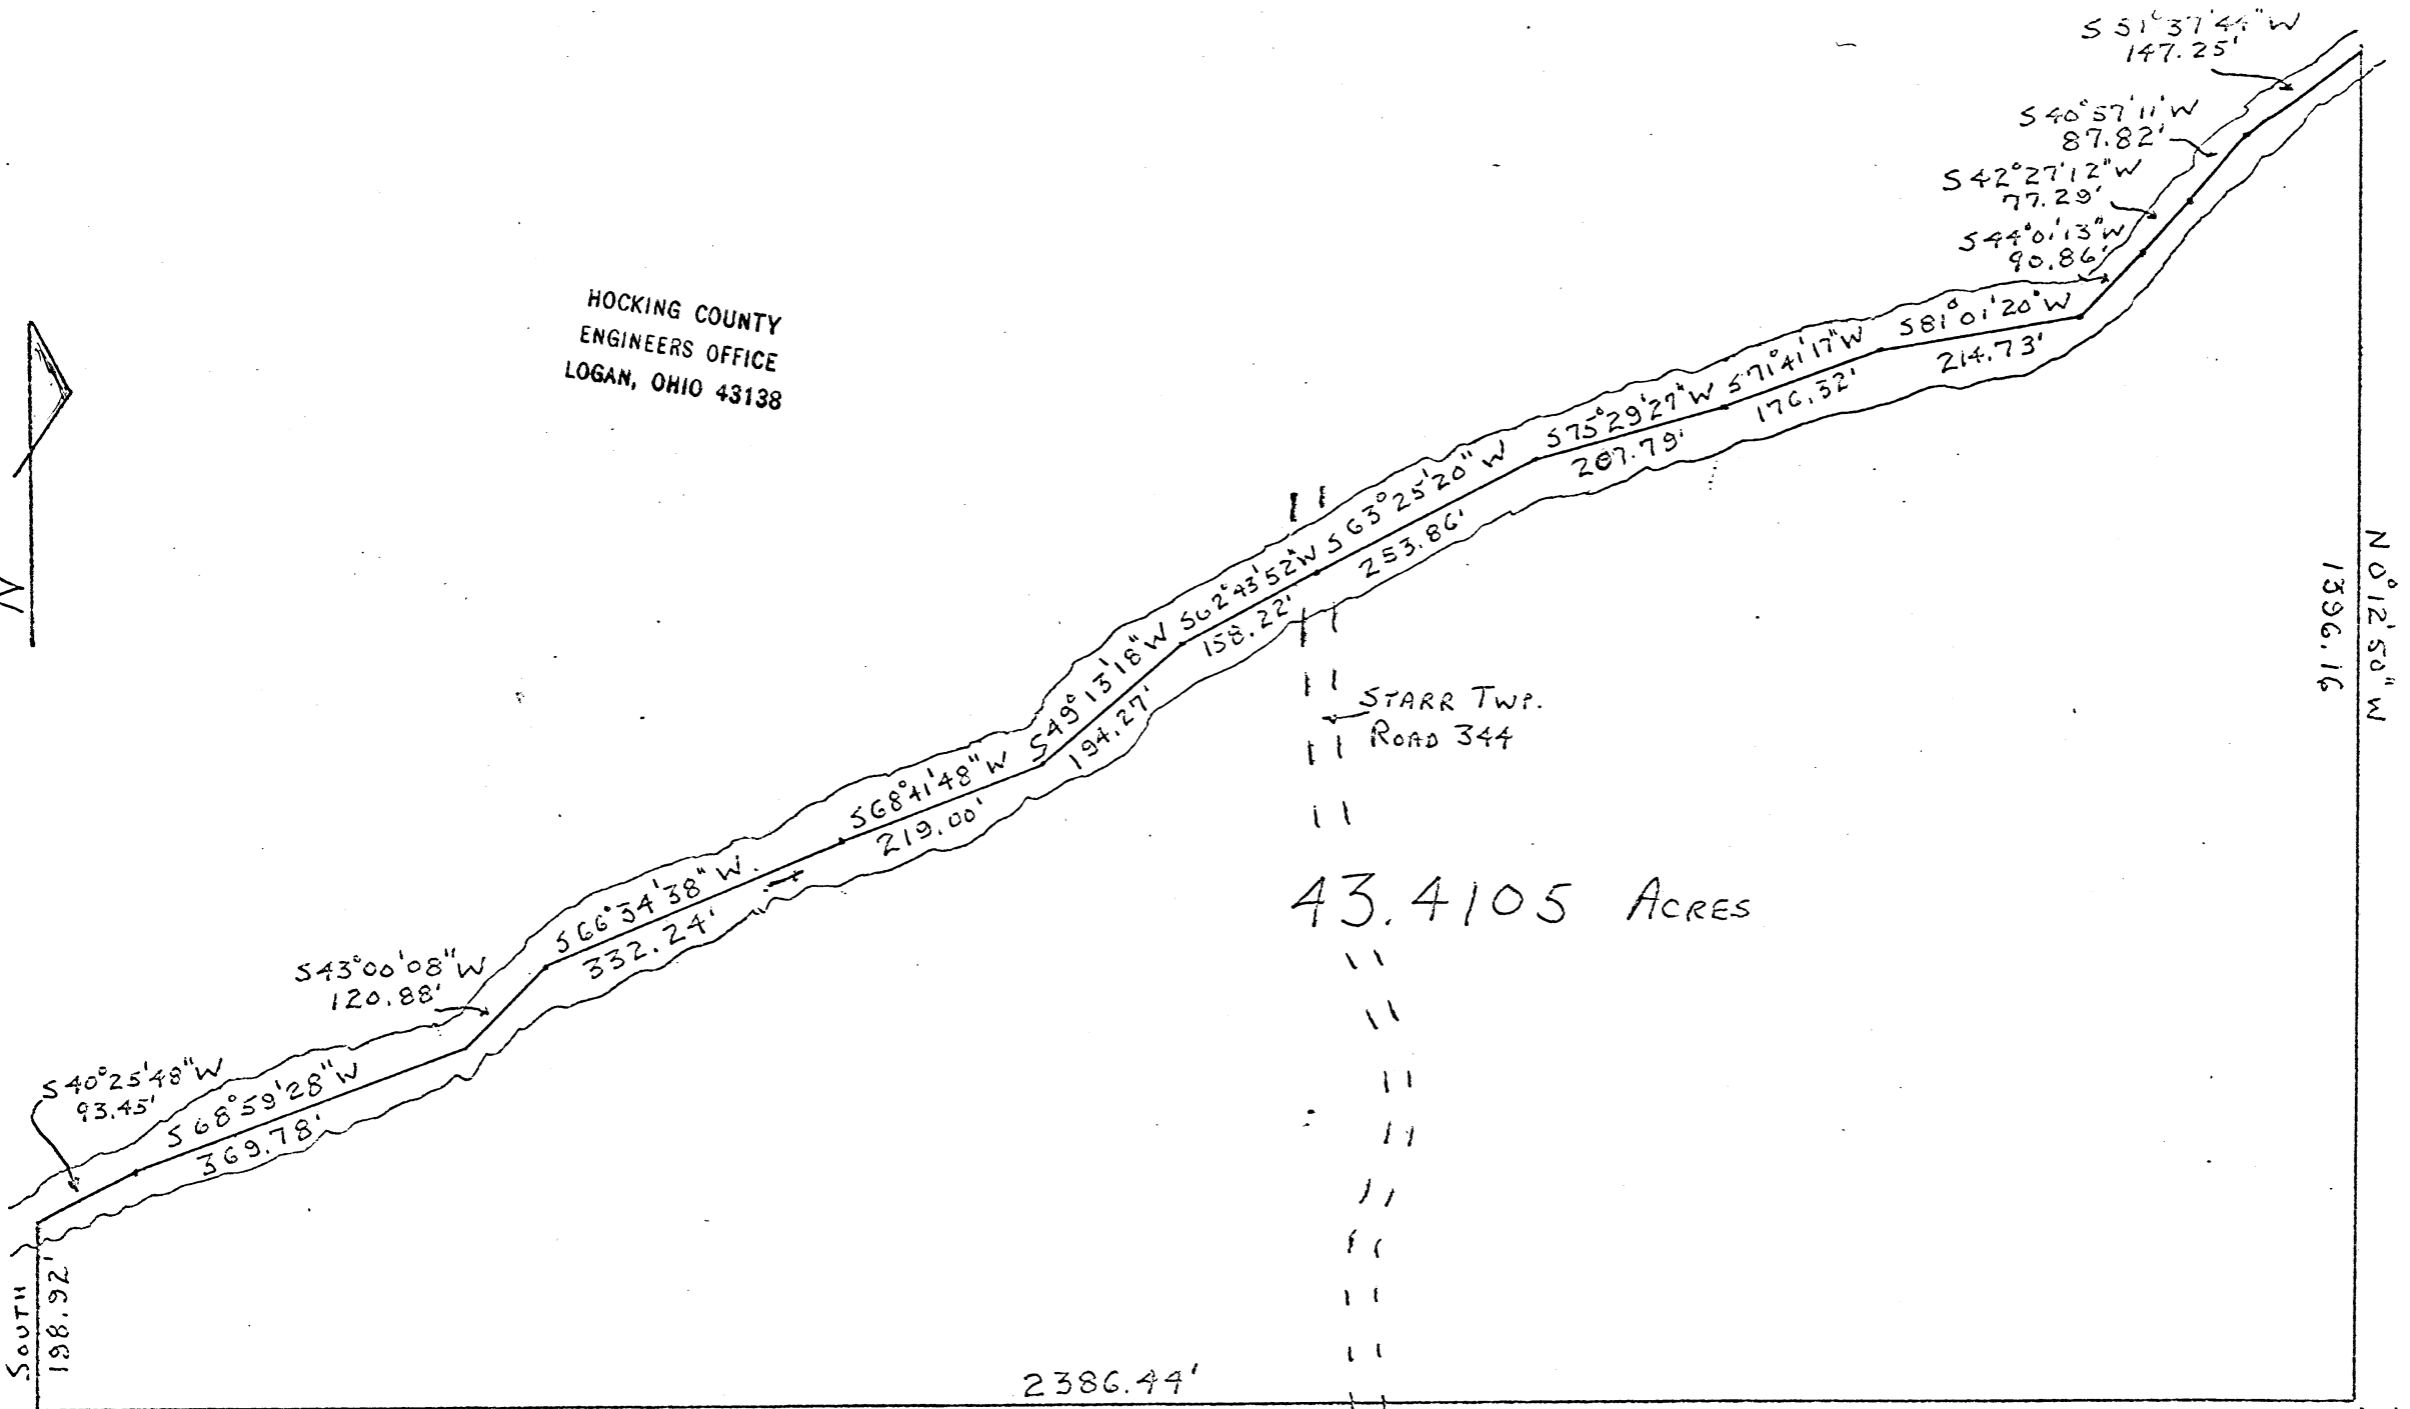 S 51°37'44" W
147.25'
S 40°57'11" W
87.82'
S 42°27'12" W
77.29'
S 44°01'13" W
90.86'
S 81°01'20" W
214.73'
S 71°41'17" W
176.32'
S 75°29'27" W
207.79'
S 63°25'20" W
253.86'
S 62°43'52" W
158.22'
S 49°13'18" W
194.27'
S 68°41'48" W
219.00'
S 66°54'38" W.
332.24'
S 43°00'08" W
120.88'
S 68°59'28" W
369.78'
S 40°25'48" W
93.45'
HOCKING COUNTY
ENGINEERS OFFICE
LOGAN, OHIO 43138
N
N 0°12'50" W
1396.16
STARR TWP.
ROAD 344
43.4105 ACRES
SOUTH
198.92'
2386.44'